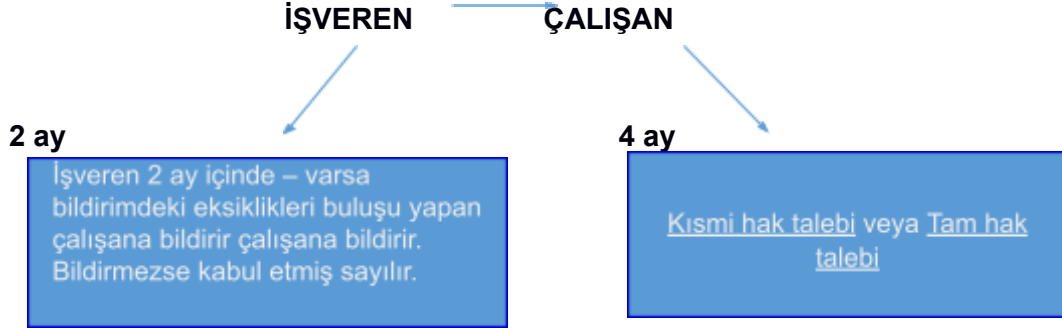 İŞVEREN ÇALIŞAN
2 ay
İşveren 2 ay içinde – varsa
bildirimdeki eksiklikleri buluşu yapan
çalışana bildirir çalışana bildirir.
Bildirmezse kabul etmiş sayılır.
4 ay
Kısmi hak talebi veya Tam hak
talebi